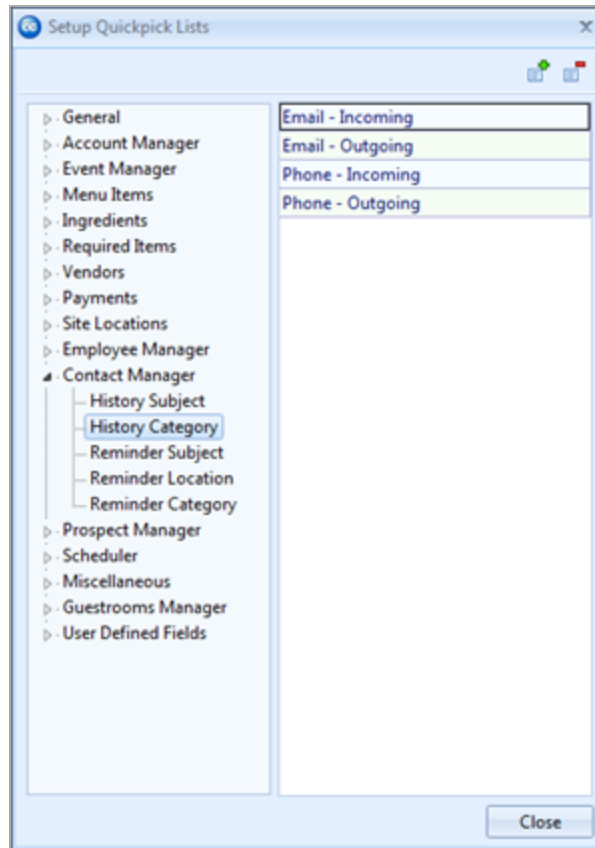 Setup Quickpick Lists
General
Account Manager
Event Manager
Menu Items
Ingredients
Required Items
Vendors
Payments
Site Locations
Employee Manager
Contact Manager
History Subject
History Category
Reminder Subject
Reminder Location
Reminder Category
Prospect Manager
Scheduler
Miscellaneous
Guestrooms Manager
User Defined Fields
Email - Incoming
Email - Outgoing
Phone - Incoming
Phone - Outgoing
Close